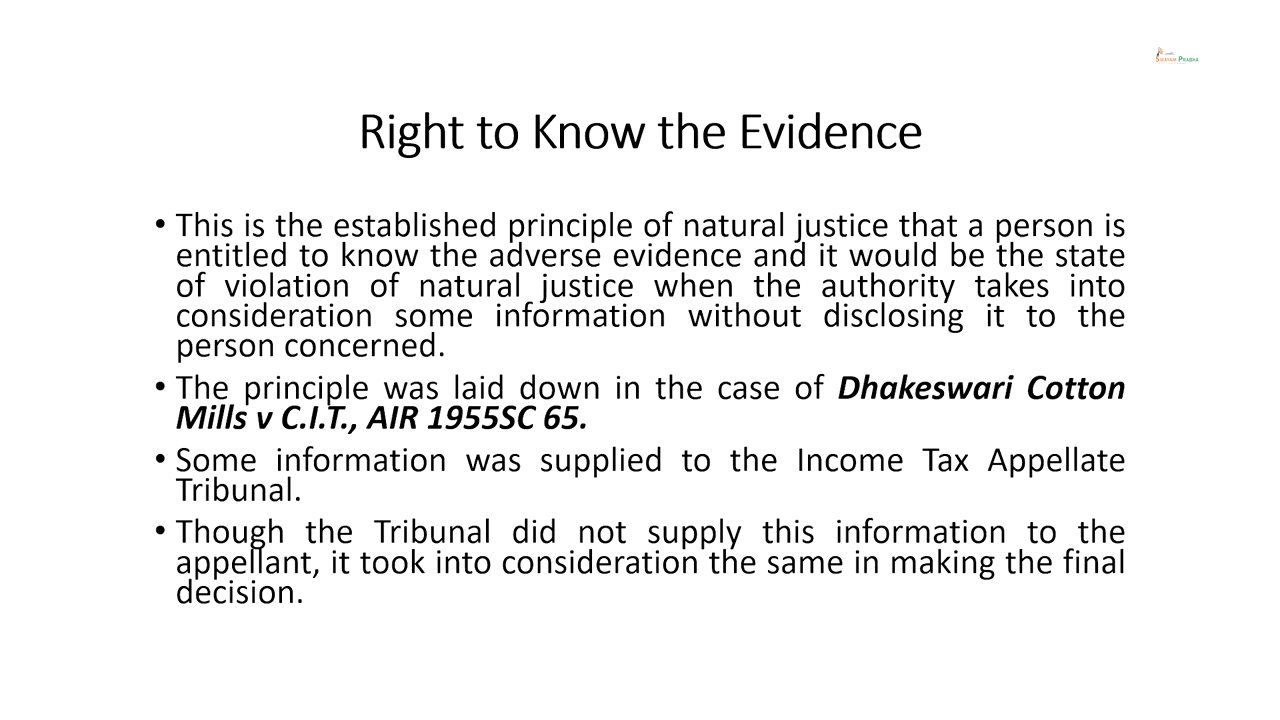 SWAYAM PRABHA
Right to Know the Evidence
• This is the established principle of natural justice that a person is
entitled to know the adverse evidence and it would be the state
of violation of natural justice when the authority takes into
consideration some information without disclosing it to the
person concerned.
• The principle was laid down in the case of Dhakeswari Cotton
Mills v C.I.T., AIR 1955SC 65.
• Some information was supplied to the Income Tax Appellate
Tribunal.
• Though the Tribunal did not supply this information to the
appellant, it took into consideration the same in making the final
decision.